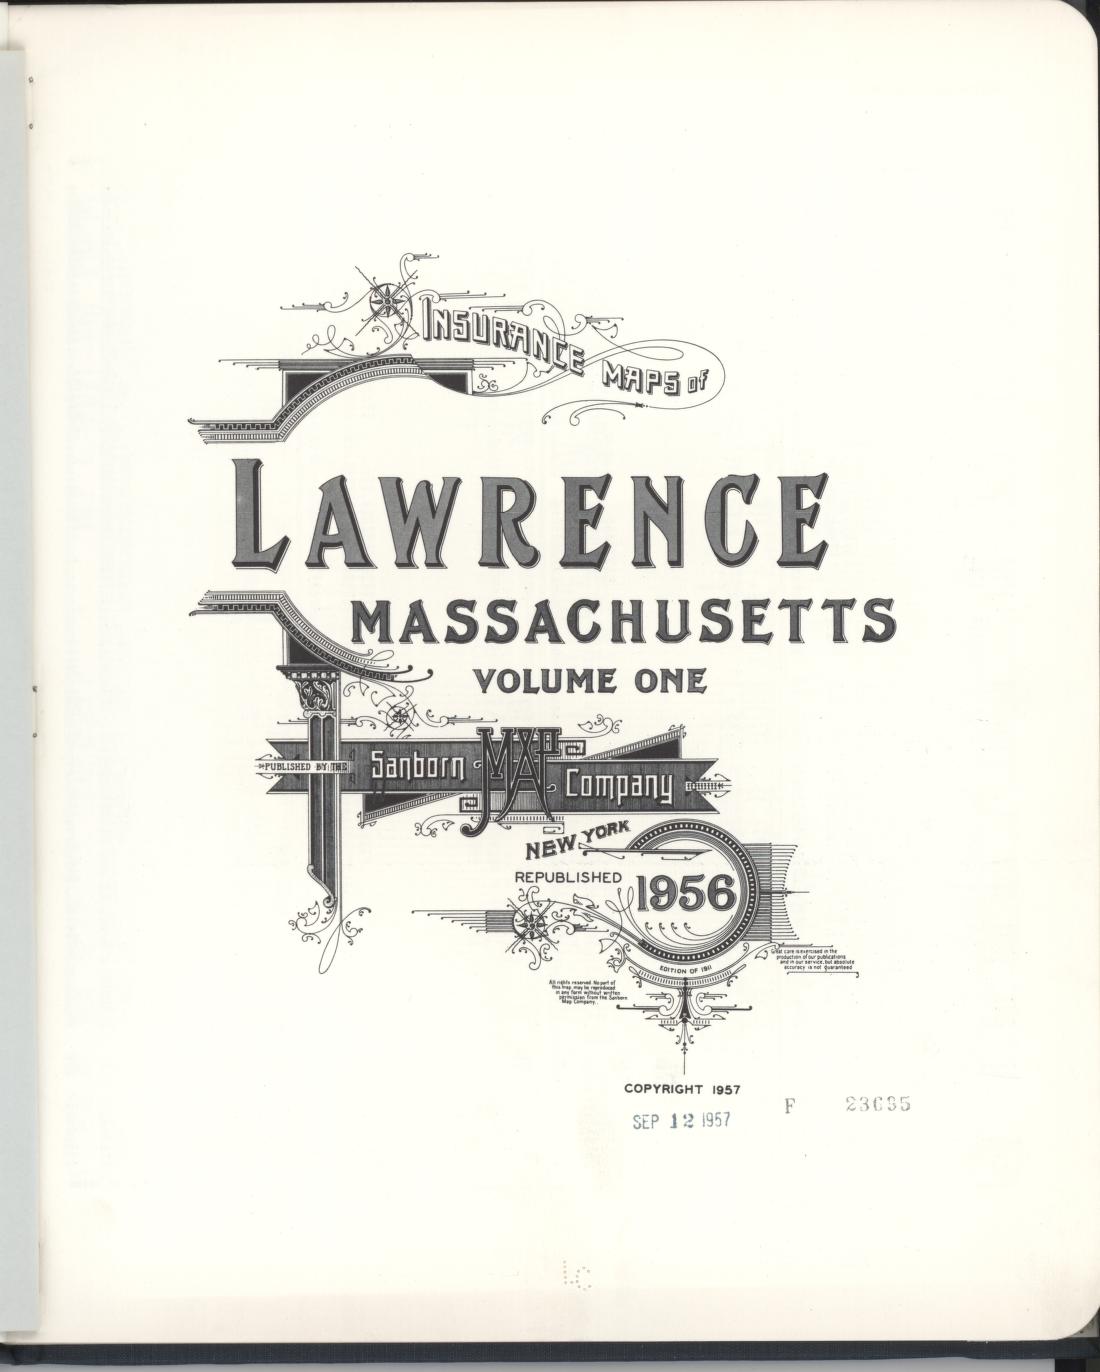 INSURANCE MAPS of
LAWRENCE
MASSACHUSETTS
VOLUME ONE
PUBLISHED BY THE Sanborn MAP Company
NEW YORK
REPUBLISHED 1956
EDITION OF 1911
Great care is exercised in the
production of our publications
and in our service, but absolute
accuracy is not guaranteed
All rights reserved. No part of
this map may be reproduced
in any form without written
permission from the Sanborn
Map Company.
COPYRIGHT 1957
SEP 12 1957
F 23635
LC